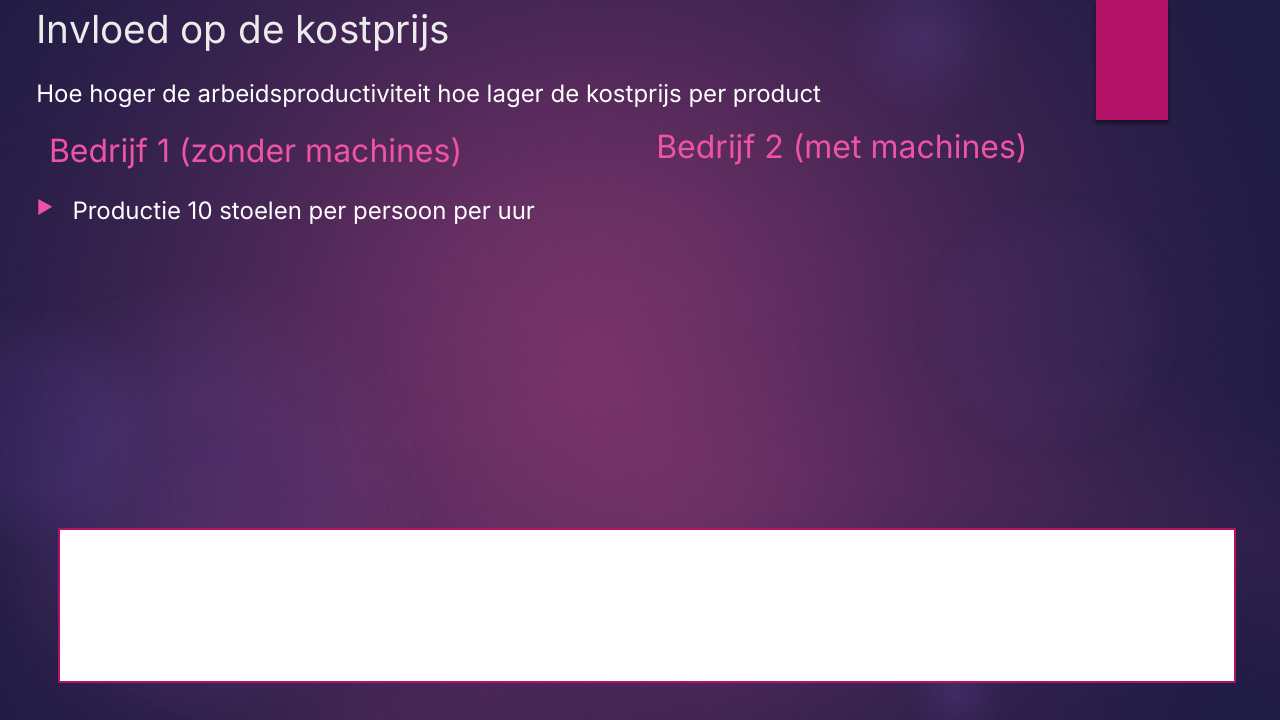 Invloed op de kostprijs
Hoe hoger de arbeidsproductiviteit hoe lager de kostprijs per product
Bedrijf 1 (zonder machines)
Bedrijf 2 (met machines)
Productie 10 stoelen per persoon per uur